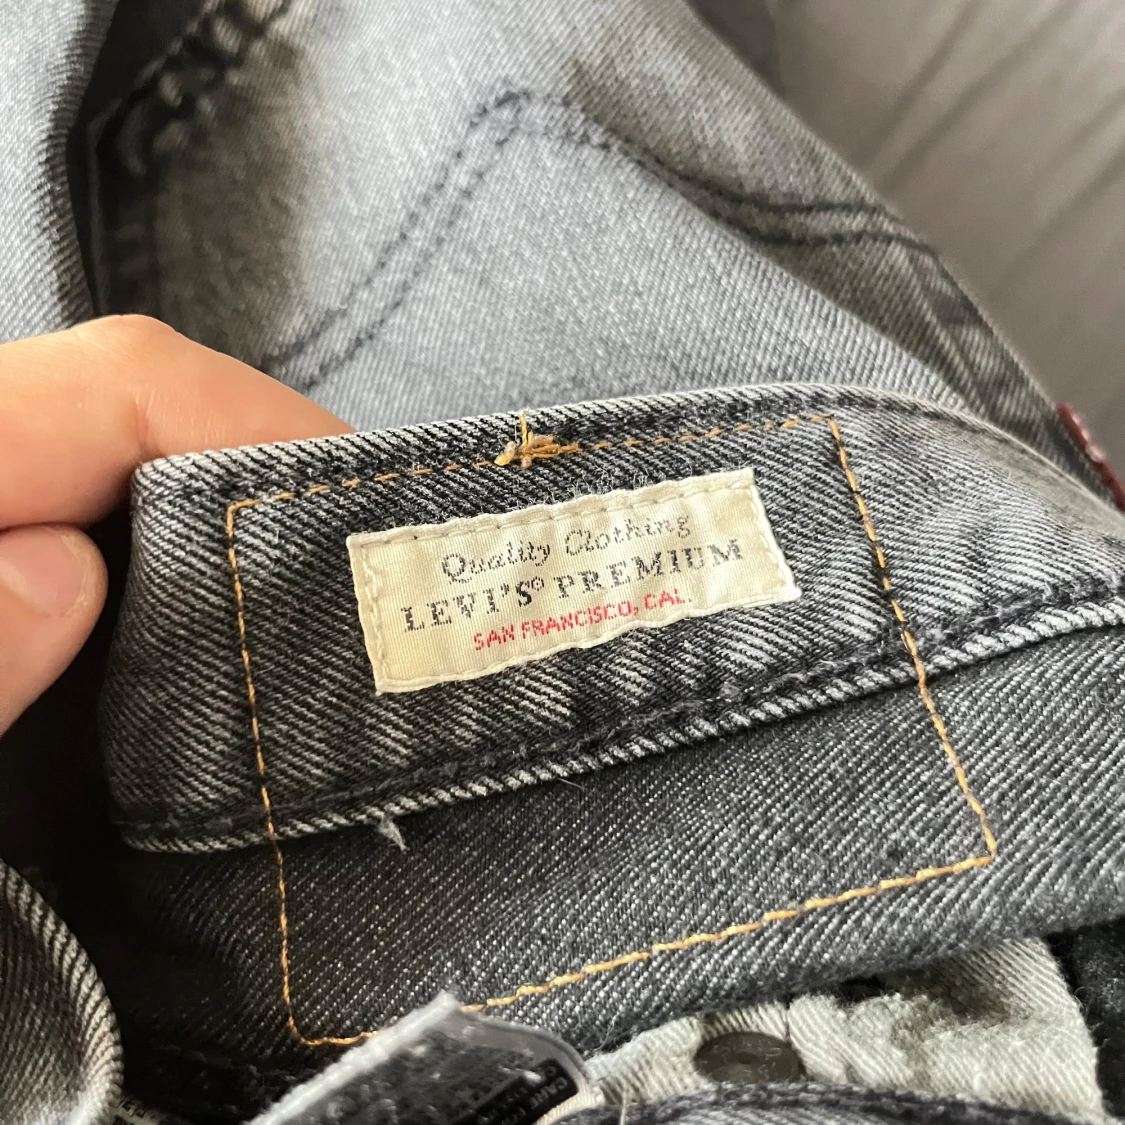 Quality Clothing
LEVI'S® PREMIUM
SAN FRANCISCO, CAL.